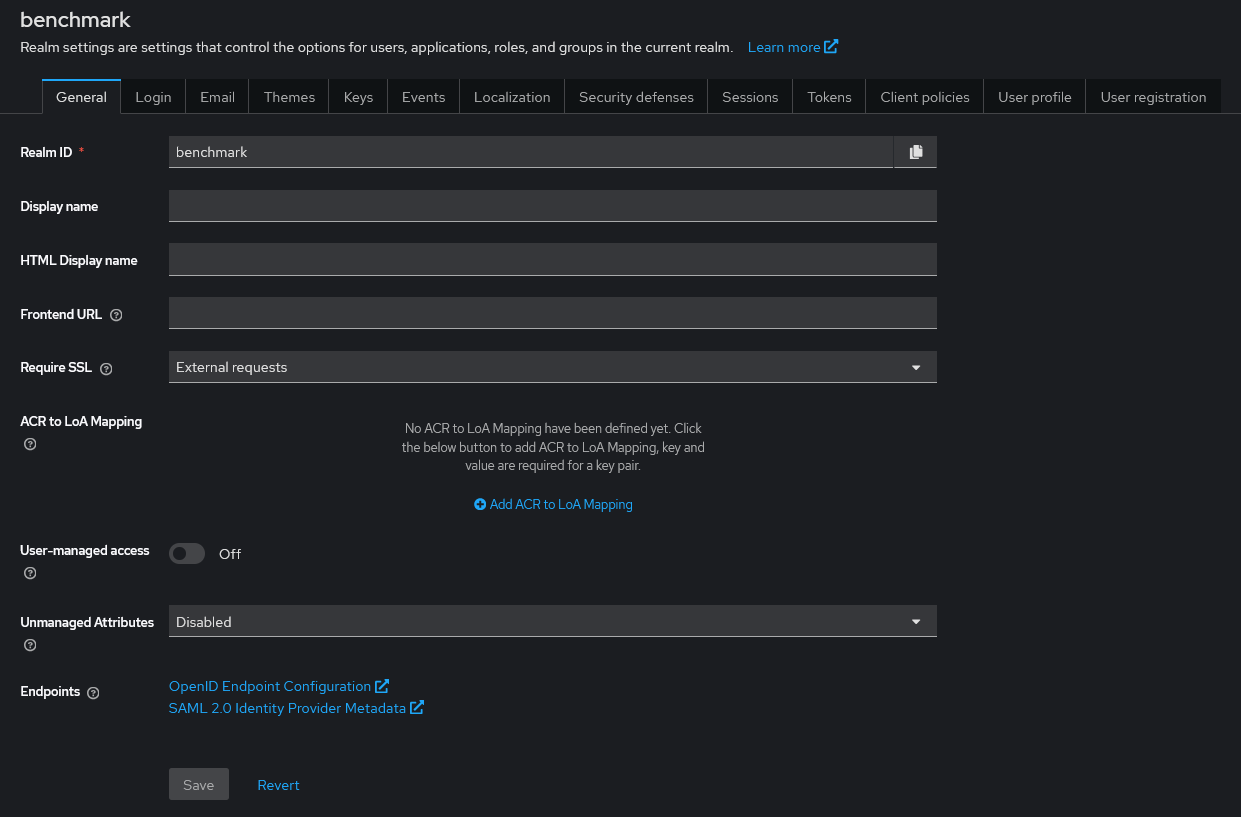 benchmark
Realm settings are settings that control the options for users, applications, roles, and groups in the current realm. Learn more
General Login Email Themes Keys Events Localization Security defenses Sessions Tokens Client policies User profile User registration
Realm ID * benchmark
Display name
HTML Display name
Frontend URL
Require SSL External requests
ACR to LoA Mapping
No ACR to LoA Mapping have been defined yet. Click
the below button to add ACR to LoA Mapping, key and
value are required for a key pair.
Add ACR to LoA Mapping
User-managed access Off
Unmanaged Attributes Disabled
Endpoints OpenID Endpoint Configuration
SAML 2.0 Identity Provider Metadata
Save Revert